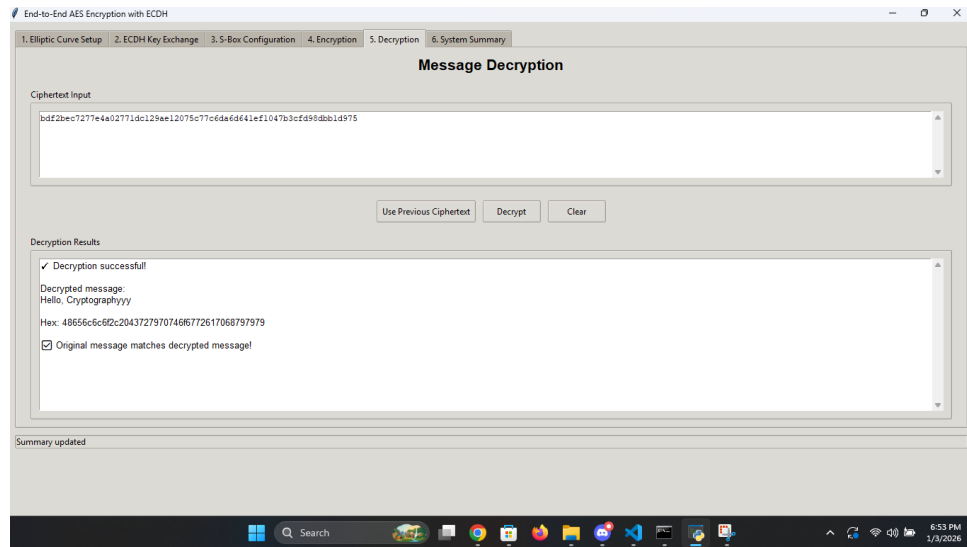 End-to-End AES Encryption with ECDH
1. Elliptic Curve Setup 2. ECDH Key Exchange 3. S-Box Configuration 4. Encryption 5. Decryption 6. System Summary
Message Decryption
Ciphertext Input
bdf2bec7277e4a02771dc129ae12075c77c6da6d641ef1047b3cfd98dbb1d975
Use Previous Ciphertext Decrypt Clear
Decryption Results
✓ Decryption successful!
Decrypted message:
Hello, Cryptographyyy
Hex: 48656c6c6f2c2043727970746f6772617068797979
☑ Original message matches decrypted message!
Summary updated
Search
6:53 PM
1/3/2026